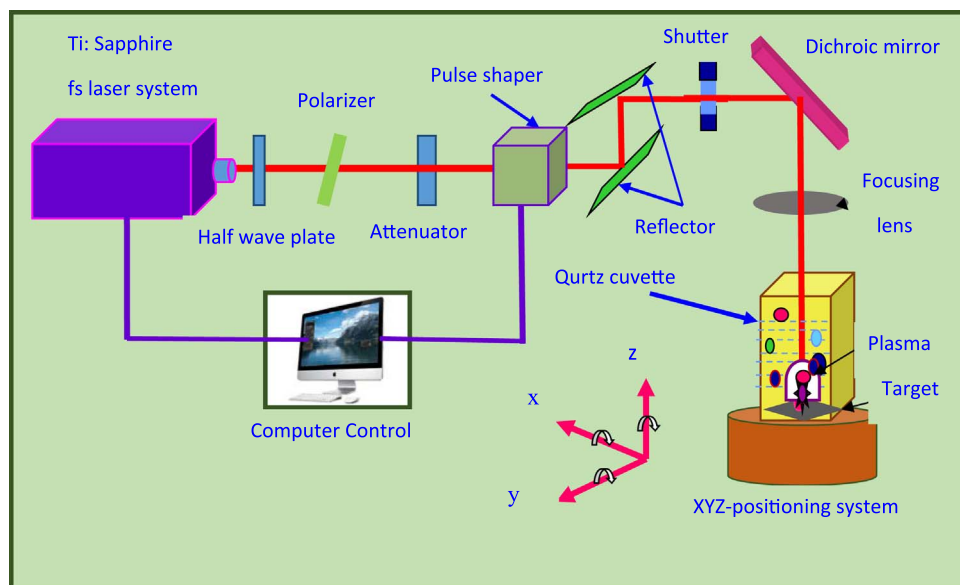 Ti: Sapphire
fs laser system
Polarizer
Pulse shaper
Shutter
Dichroic mirror
Half wave plate
Attenuator
Reflector
Focusing
lens
Qurtz cuvette
Plasma
Target
Computer Control
x
y
z
XYZ-positioning system